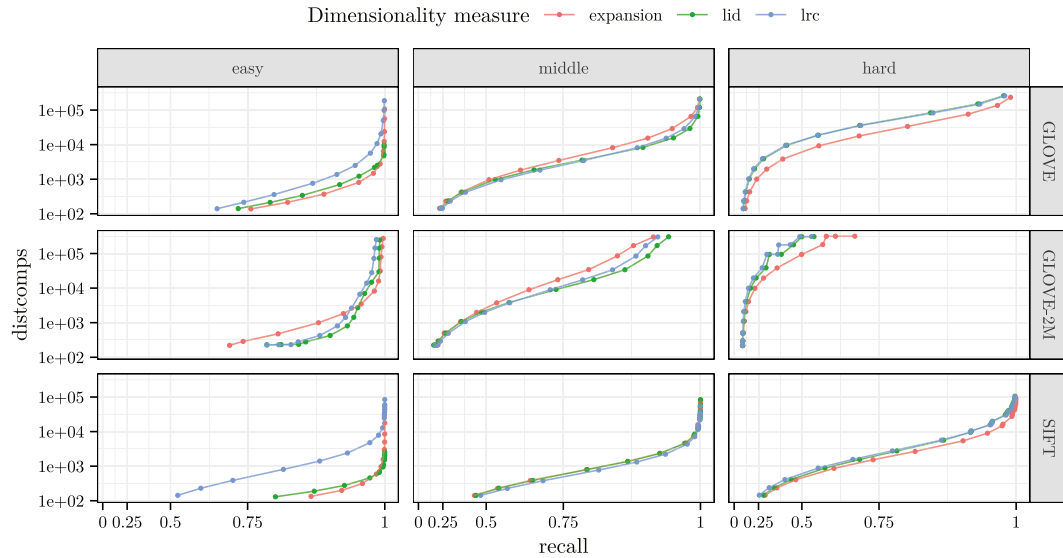 Dimensionality measure expansion lid lrc
easy middle hard
1e+05
1e+04
1e+03
1e+02
GLOVE
1e+05
1e+04
1e+03
1e+02
GLOVE-2M
1e+05
1e+04
1e+03
1e+02
SIFT
distcomps
0 0.25 0.5 0.75 1 0 0.25 0.5 0.75 1 0 0.25 0.5 0.75 1
recall